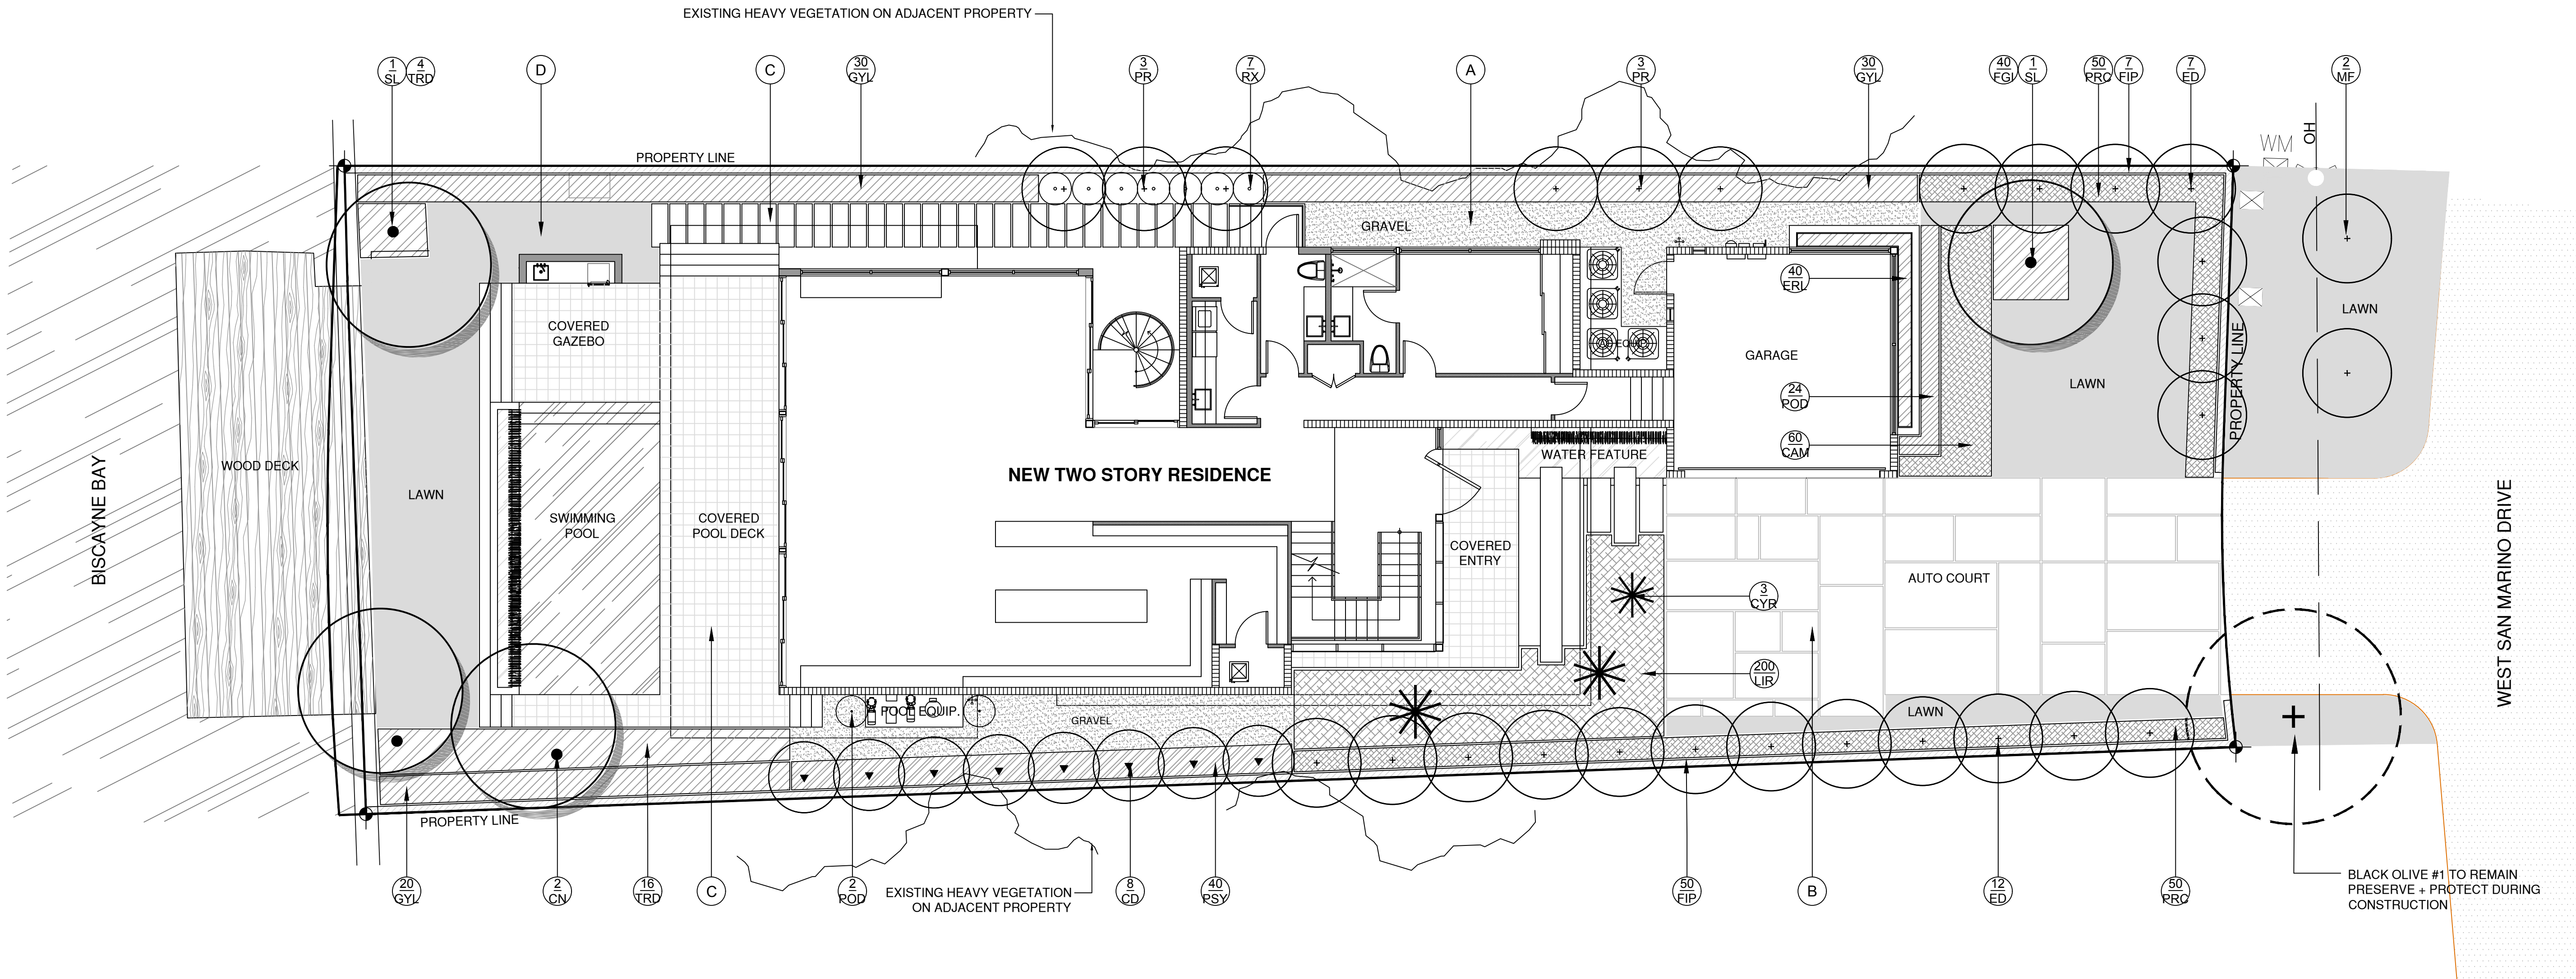 EXISTING HEAVY VEGETATION ON ADJACENT PROPERTY
1
SL
4
TRD
D
C
30
GYL
3
PR
7
RX
A
3
PR
30
GYL
40
FGI
1
SL
50
PRC
7
FIP
7
ED
2
MF
PROPERTY LINE
WM
OH
GRAVEL
40
ERL
LAWN
COVERED
GAZEBO
GARAGE
PROPERTY LINE
LAWN
24
POD
60
CAM
WATER FEATURE
BISCAYNE BAY
WOOD DECK
LAWN
NEW TWO STORY RESIDENCE
SWIMMING
POOL
COVERED
POOL DECK
COVERED
ENTRY
AUTO COURT
WEST SAN MARINO DRIVE
3
CYR
200
LIR
POOL EQUIP.
GRAVEL
LAWN
PROPERTY LINE
20
GYL
2
CN
16
TRD
C
2
POD
EXISTING HEAVY VEGETATION
ON ADJACENT PROPERTY
8
CD
40
PSY
50
FIP
B
12
ED
50
PRC
BLACK OLIVE #1 TO REMAIN
PRESERVE + PROTECT DURING
CONSTRUCTION